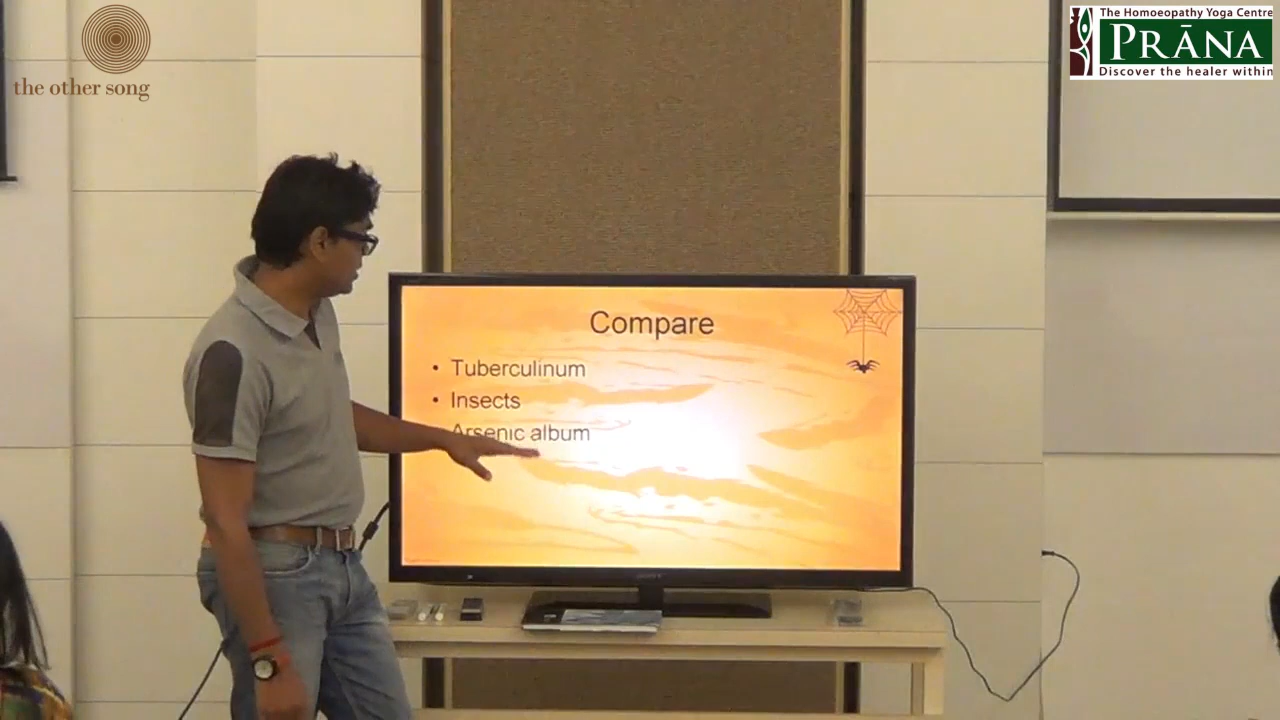 the other song
The Homoeopathy Yoga Centre
PRĀNA
Discover the healer within
Compare
• Tuberculinum
• Insects
Arsenic album